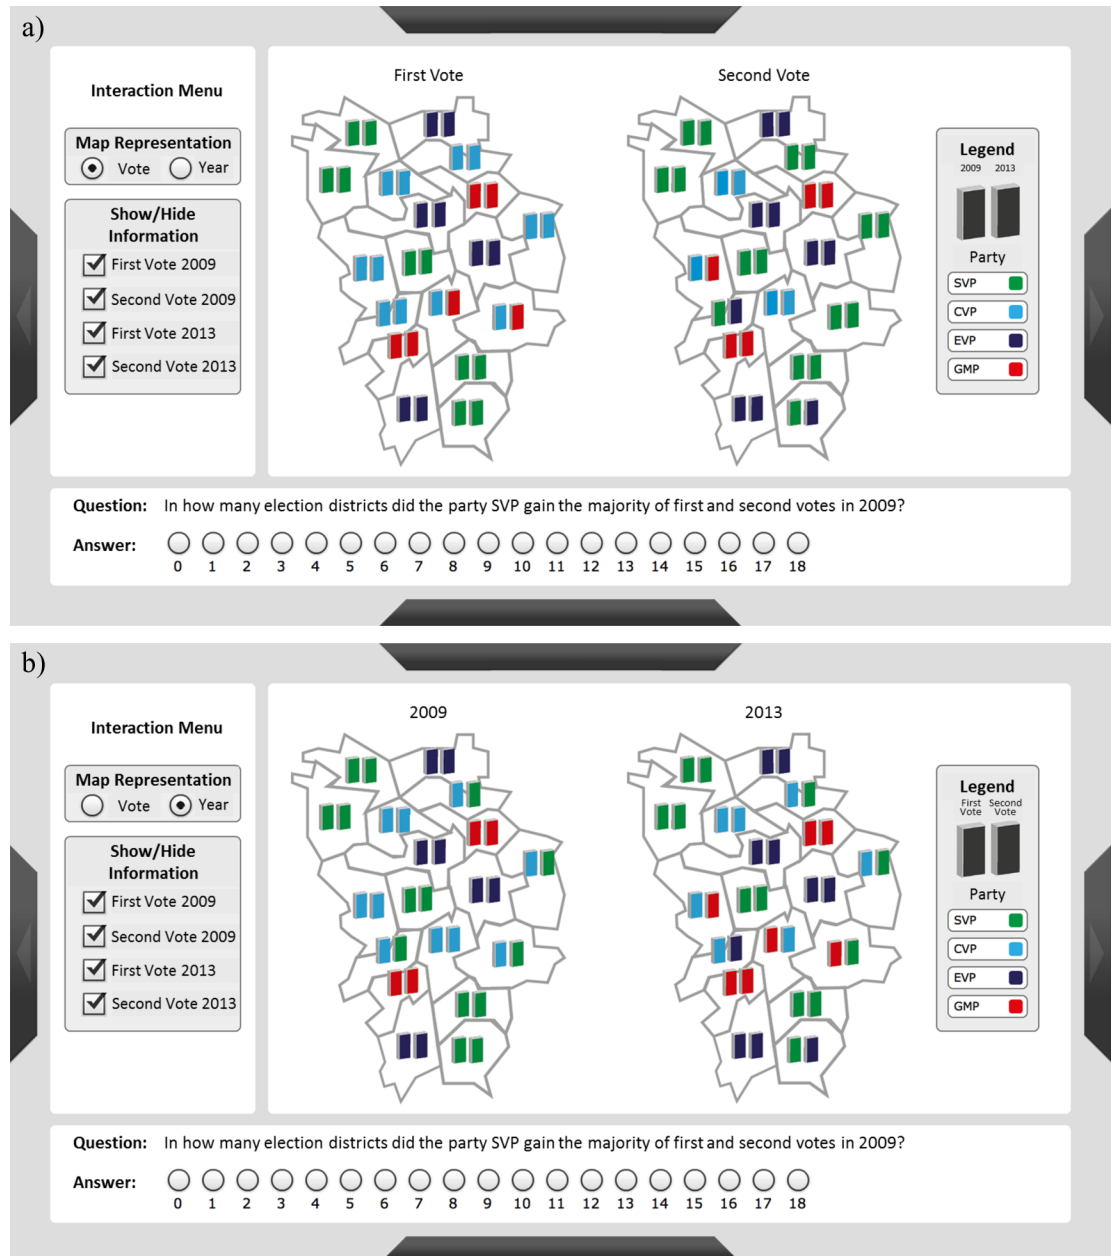 a)
Interaction Menu
Map Representation
Vote Year
Show/Hide
Information
First Vote 2009
Second Vote 2009
First Vote 2013
Second Vote 2013
First Vote Second Vote
Legend
2009 2013
Party
SVP
CVP
EVP
GMP
Question: In how many election districts did the party SVP gain the majority of first and second votes in 2009?
Answer:
0 1 2 3 4 5 6 7 8 9 10 11 12 13 14 15 16 17 18
b)
Interaction Menu
Map Representation
Vote Year
Show/Hide
Information
First Vote 2009
Second Vote 2009
First Vote 2013
Second Vote 2013
2009 2013
Legend
First Second
Vote Vote
Party
SVP
CVP
EVP
GMP
Question: In how many election districts did the party SVP gain the majority of first and second votes in 2009?
Answer:
0 1 2 3 4 5 6 7 8 9 10 11 12 13 14 15 16 17 18